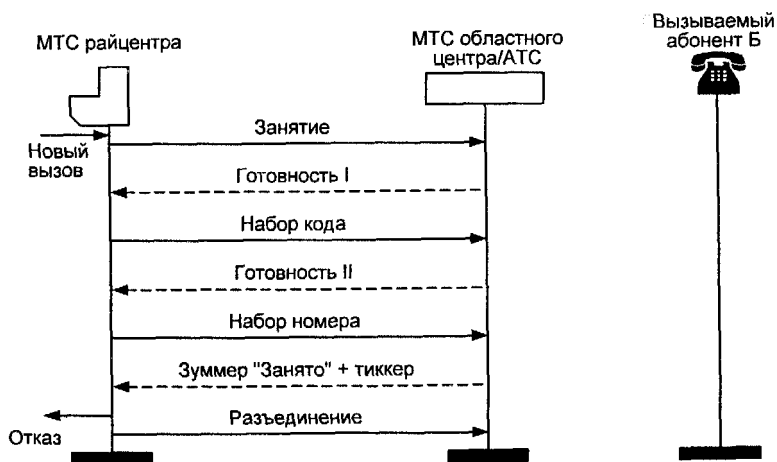 МТС райцентра
МТС областного
центра/АТС
Вызываемый
абонент Б
Занятие
Новый
вызов
Готовность I
Набор кода
Готовность II
Набор номера
Зуммер "Занято" + тиккер
Отказ
Разъединение